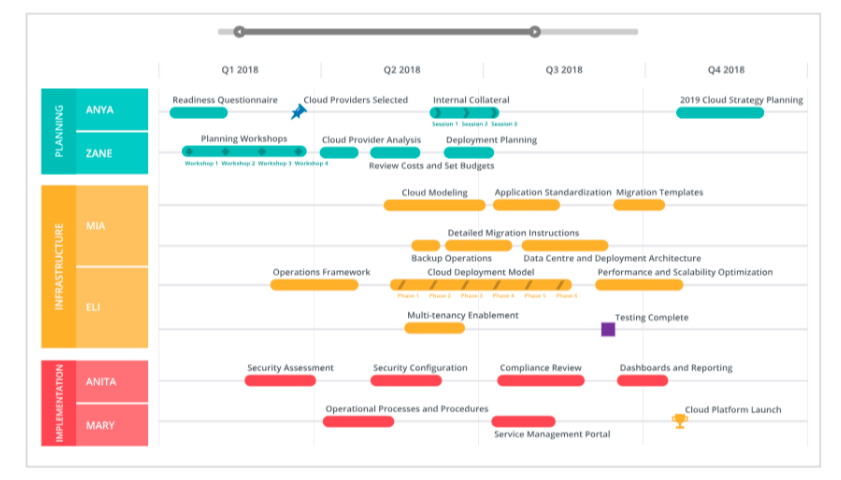 Q1 2018
Q2 2018
Q3 2018
Q4 2018
PLANNING
ANYA
Readiness Questionnaire
Cloud Providers Selected
Internal Collateral
Session 1 Session 2 Session 3
2019 Cloud Strategy Planning
ZANE
Planning Workshops
Workshop 1 Workshop 2 Workshop 3 Workshop 4
Cloud Provider Analysis
Review Costs and Set Budgets
Deployment Planning
INFRASTRUCTURE
MIA
Cloud Modeling
Application Standardization
Migration Templates
Detailed Migration Instructions
Backup Operations
Data Centre and Deployment Architecture
ELI
Operations Framework
Cloud Deployment Model
Phase 1 Phase 2 Phase 3 Phase 4 Phase 5 Phase 6
Performance and Scalability Optimization
Multi-tenancy Enablement
Testing Complete
IMPLEMENTATION
ANITA
Security Assessment
Security Configuration
Compliance Review
Dashboards and Reporting
MARY
Operational Processes and Procedures
Service Management Portal
Cloud Platform Launch